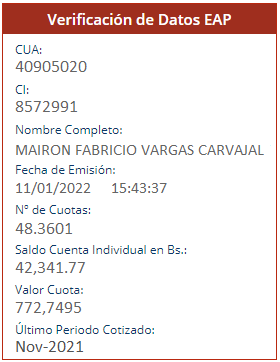 Verificación de Datos EAP
CUA:
40905020
CI:
8572991
Nombre Completo:
MAIRON FABRICIO VARGAS CARVAJAL
Fecha de Emisión:
11/01/2022 15:43:37
N° de Cuotas:
48.3601
Saldo Cuenta Individual en Bs.:
42,341.77
Valor Cuota:
772,7495
Último Periodo Cotizado:
Nov-2021